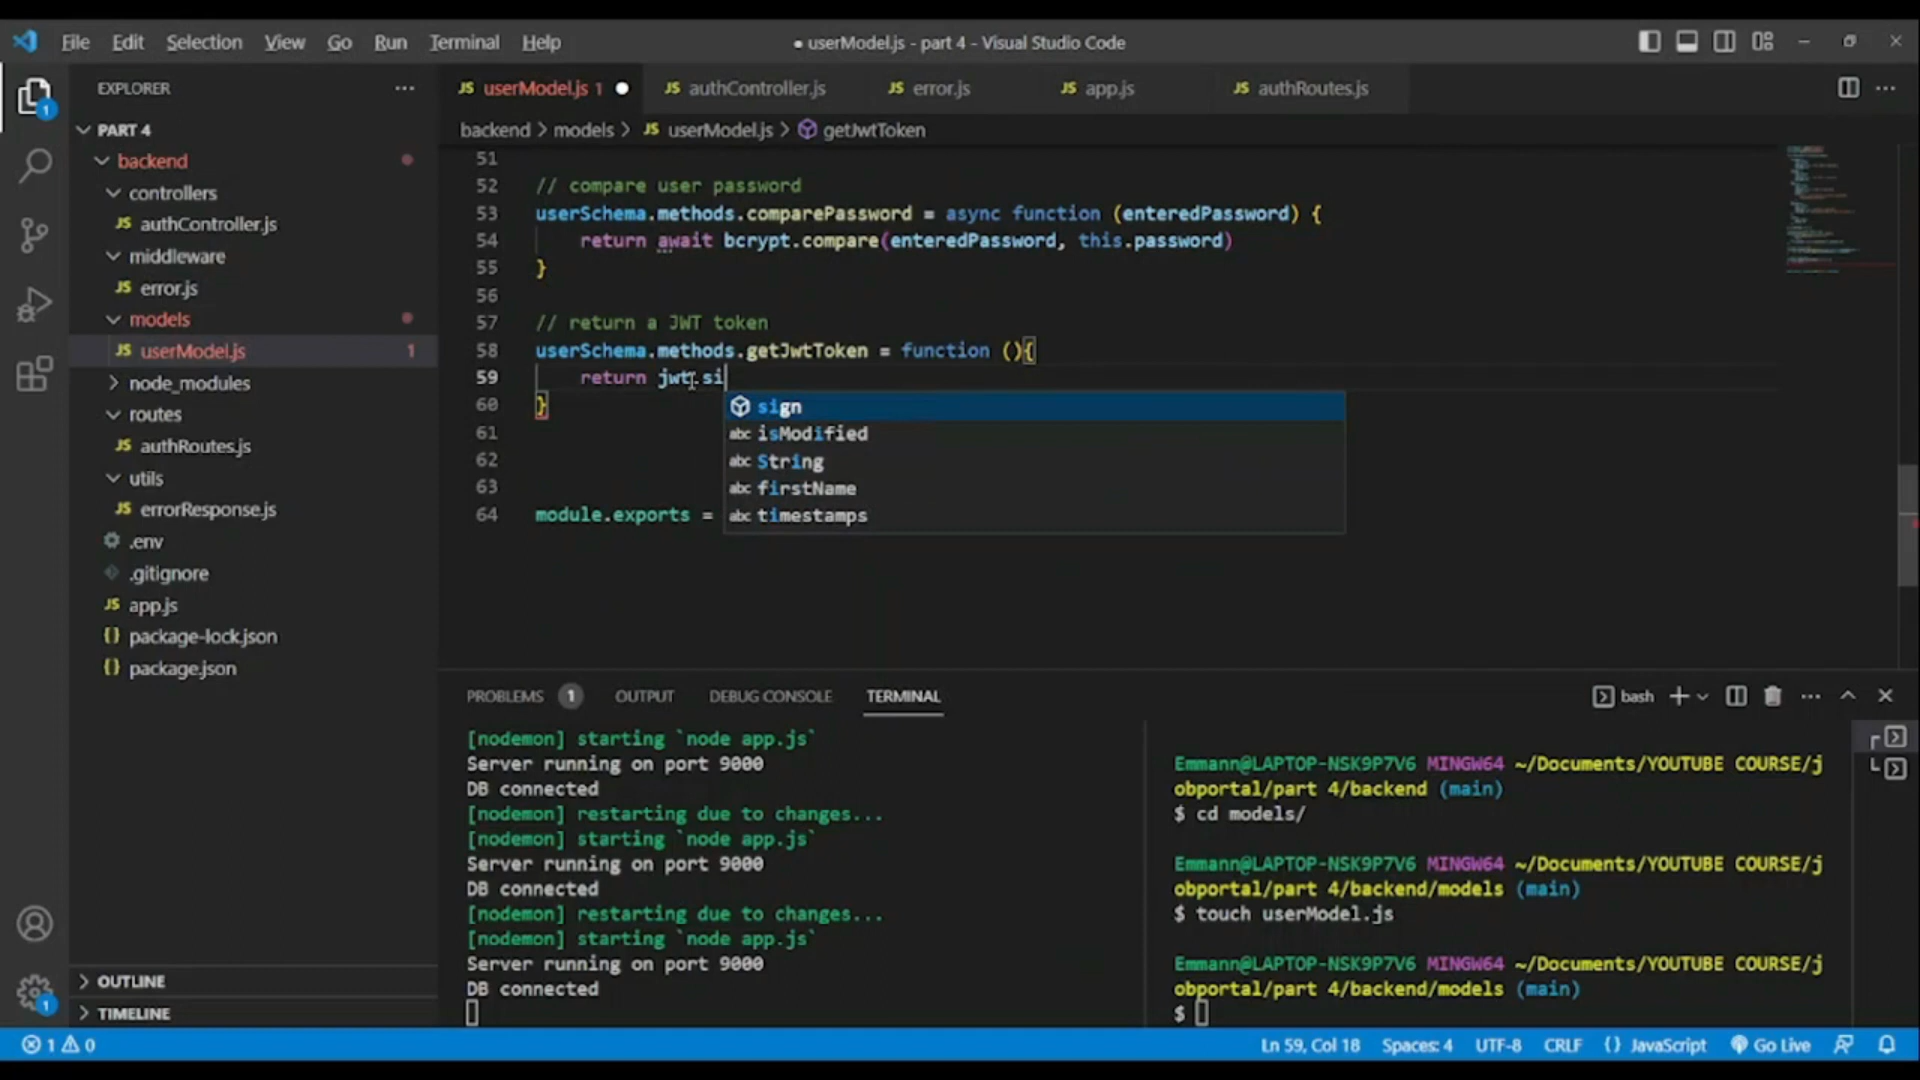 File Edit Selection View Go Run Terminal Help
● userModel.js - part 4 - Visual Studio Code
EXPLORER
JS userModel.js 1 ●
JS authController.js
JS error.js
JS app.js
JS authRoutes.js
backend > models > JS userModel.js > getJwtToken
1
PART 4
backend
controllers
JS authController.js
middleware
JS error.js
models
JS userModel.js 1
node_modules
routes
JS authRoutes.js
utils
JS errorResponse.js
.env
.gitignore
JS app.js
{} package-lock.json
{} package.json
OUTLINE
TIMELINE
1
51
52 // compare user password
53 userSchema.methods.comparePassword = async function (enteredPassword) {
54 return await bcrypt.compare(enteredPassword, this.password)
55 }
56
57 // return a JWT token
58 userSchema.methods.getJwtToken = function (){
59 return jwt.si
60 }
61
62
63
64 module.exports =
sign
abc isModified
abc String
abc firstName
abc timestamps
PROBLEMS 1 OUTPUT DEBUG CONSOLE TERMINAL
bash
[nodemon] starting `node app.js`
Server running on port 9000
DB connected
[nodemon] restarting due to changes...
[nodemon] starting `node app.js`
Server running on port 9000
DB connected
[nodemon] restarting due to changes...
[nodemon] starting `node app.js`
Server running on port 9000
DB connected
Emmann@LAPTOP-NSK9P7V6 MINGW64 ~/Documents/YOUTUBE COURSE/j
obportal/part 4/backend (main)
$ cd models/
Emmann@LAPTOP-NSK9P7V6 MINGW64 ~/Documents/YOUTUBE COURSE/j
obportal/part 4/backend/models (main)
$ touch userModel.js
Emmann@LAPTOP-NSK9P7V6 MINGW64 ~/Documents/YOUTUBE COURSE/j
obportal/part 4/backend/models (main)
$
1 0
Ln 59, Col 18 Spaces: 4 UTF-8 CRLF {} JavaScript Go Live